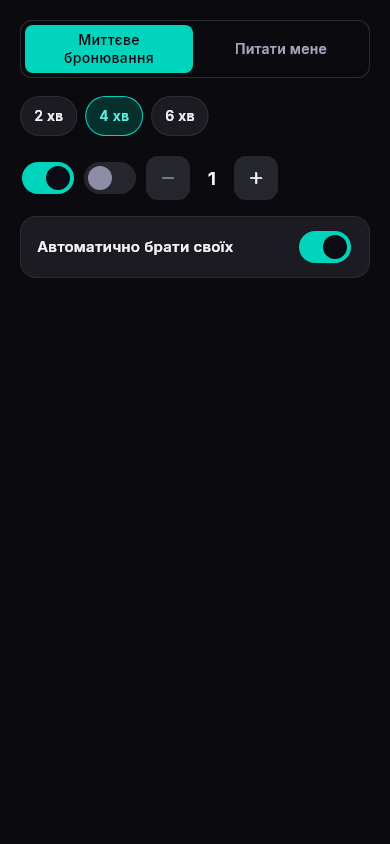 Миттєве
бронювання
Питати мене
2 хв
4 хв
6 хв
− 1 +
Автоматично брати своїх